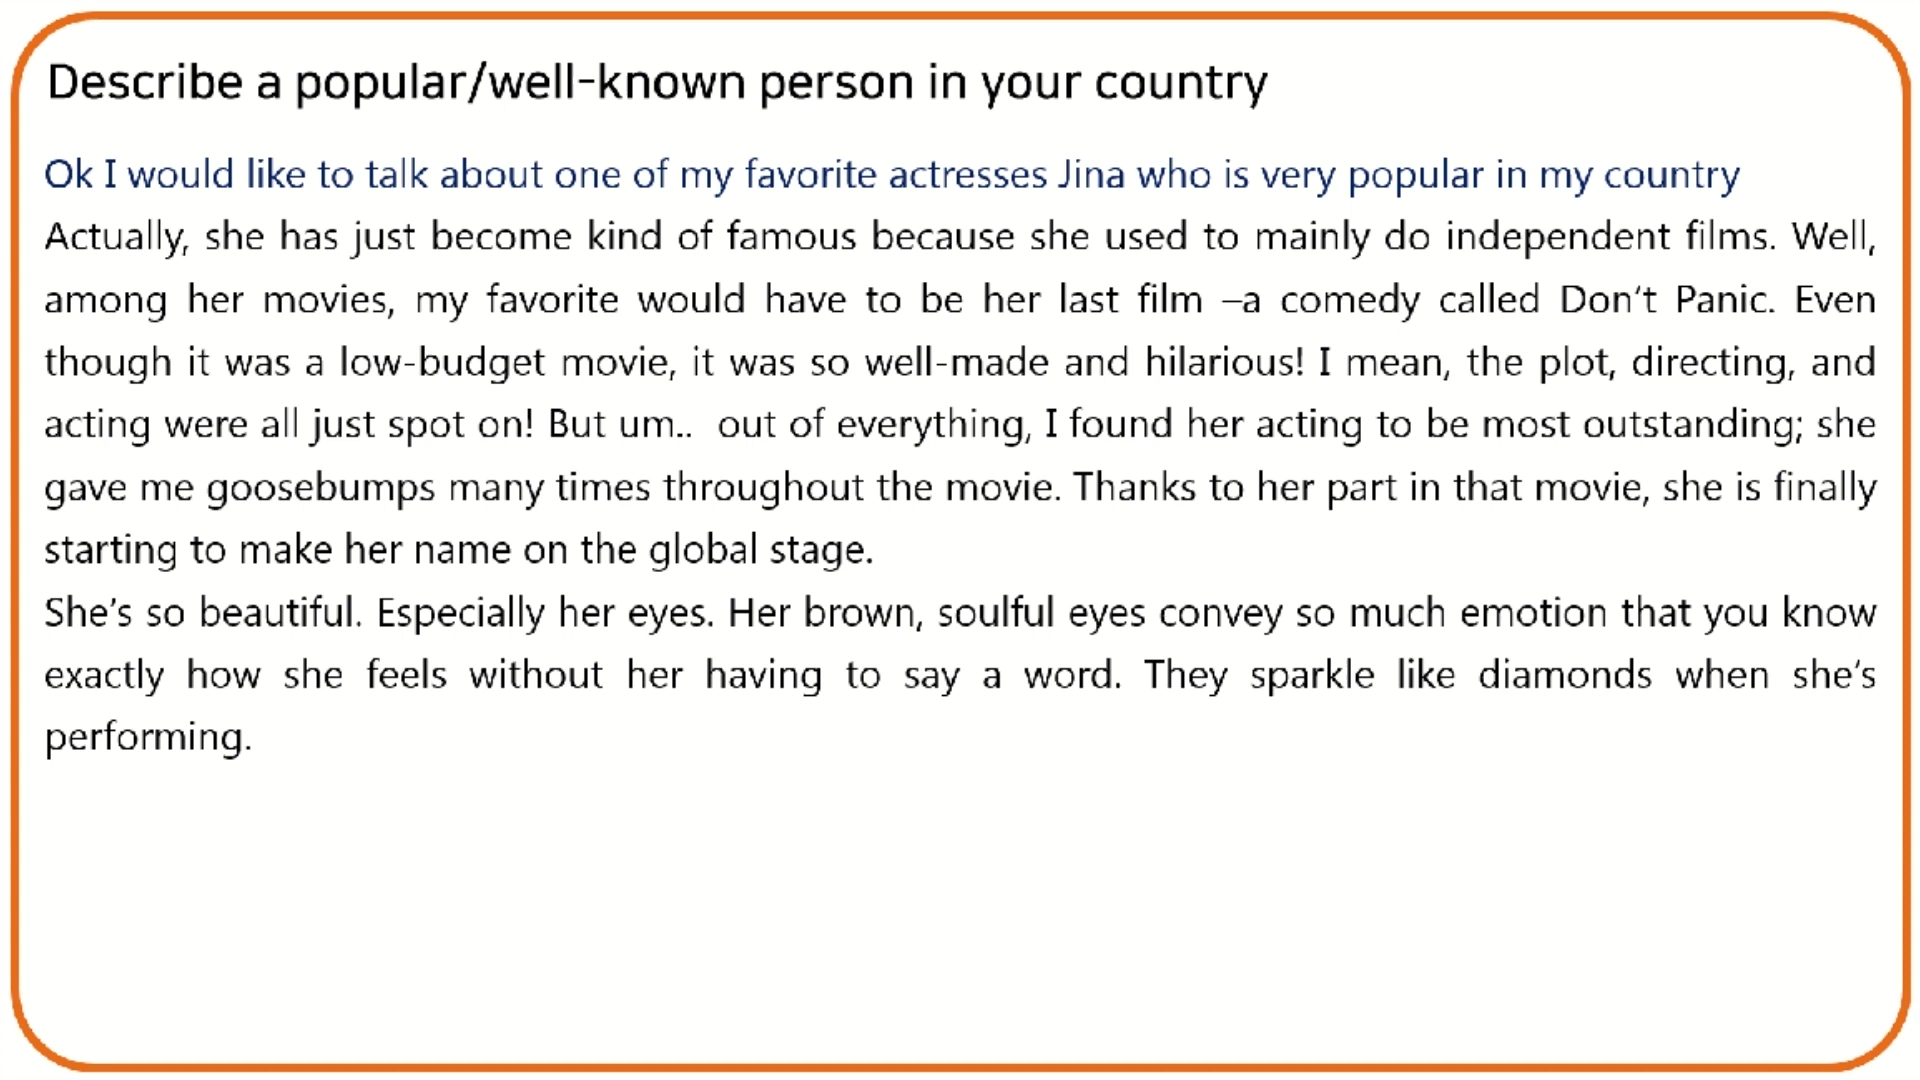 Describe a popular/well-known person in your country
Ok I would like to talk about one of my favorite actresses Jina who is very popular in my country
Actually, she has just become kind of famous because she used to mainly do independent films. Well,
among her movies, my favorite would have to be her last film –a comedy called Don't Panic. Even
though it was a low-budget movie, it was so well-made and hilarious! I mean, the plot, directing, and
acting were all just spot on! But um..  out of everything, I found her acting to be most outstanding; she
gave me goosebumps many times throughout the movie. Thanks to her part in that movie, she is finally
starting to make her name on the global stage.
She's so beautiful. Especially her eyes. Her brown, soulful eyes convey so much emotion that you know
exactly how she feels without her having to say a word. They sparkle like diamonds when she's
performing.